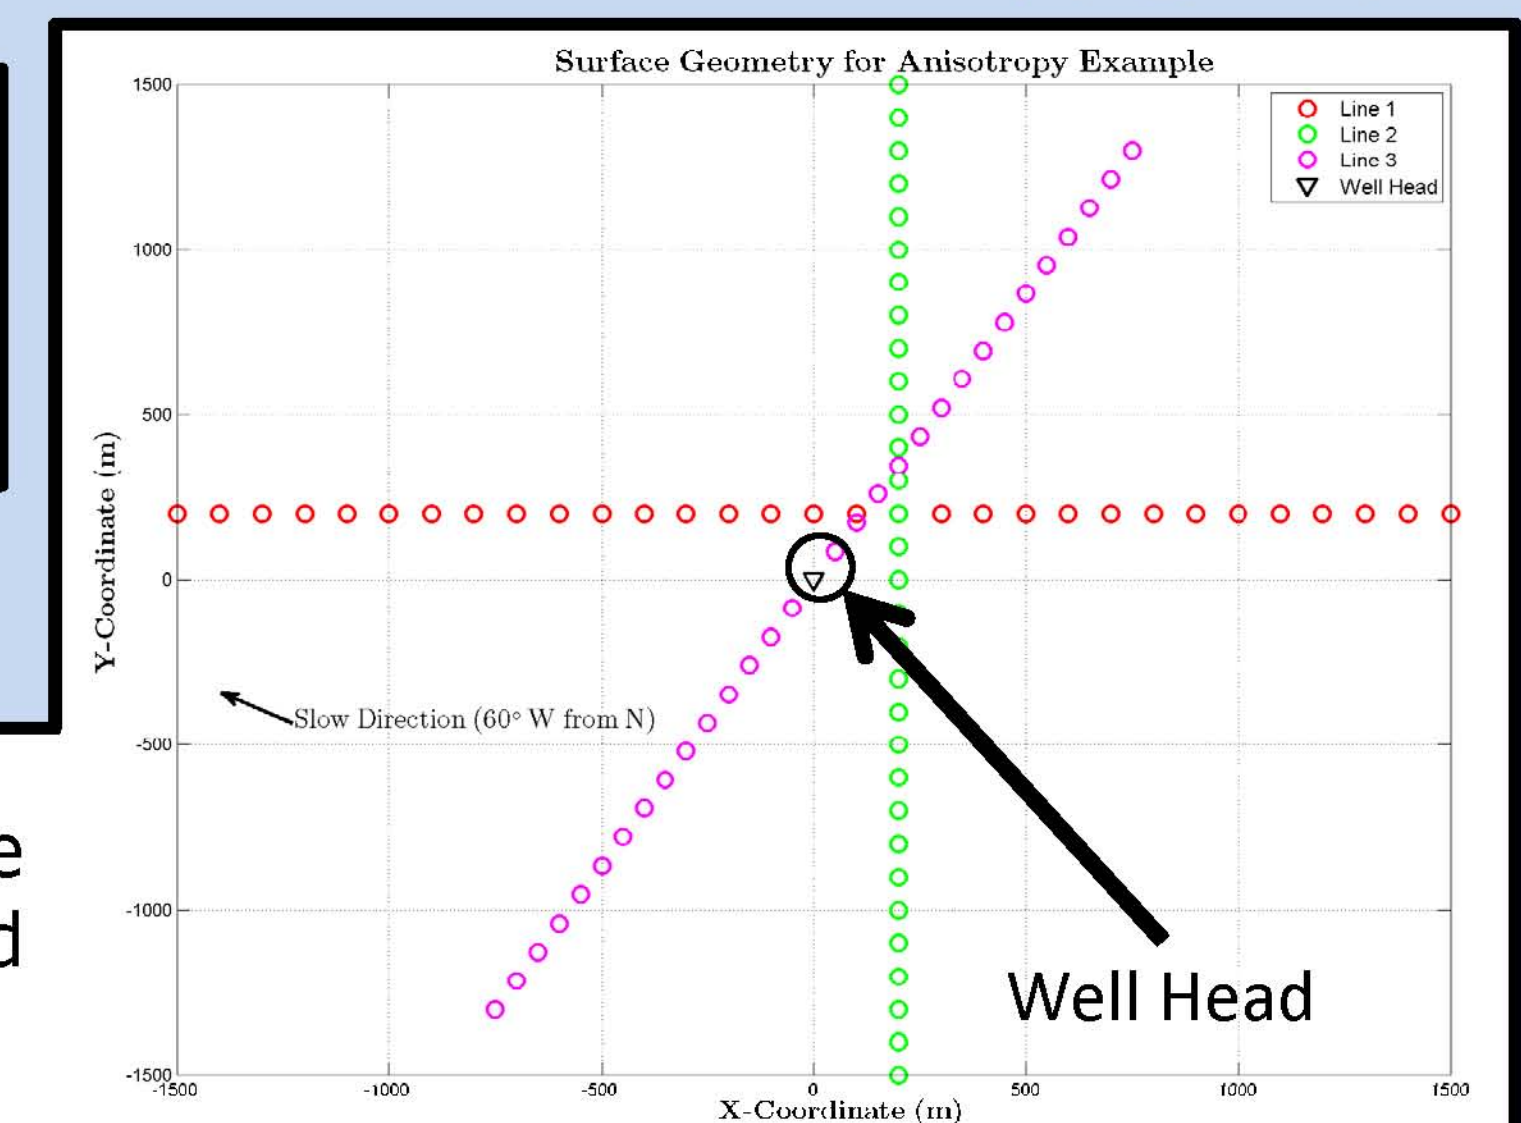 Surface Geometry for Anisotropy Example
1500
1000
500
0
-500
-1000
-1500
Y-Coordinate (m)
Line 1
Line 2
Line 3
Well Head
Slow Direction (60° W from N)
Well Head
-1500
-1000
-500
0
500
1000
1500
X-Coordinate (m)
e
d